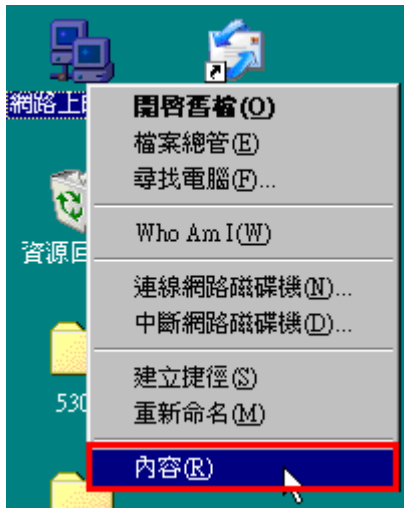 網路上
開啓舊檔(O)
檔案總管(E)
尋找電腦(F)...
Who Am I(W)
資源回
連線網路磁碟機(N)...
中斷網路磁碟機(D)...
建立捷徑(S)
530
重新命名(M)
內容(R)